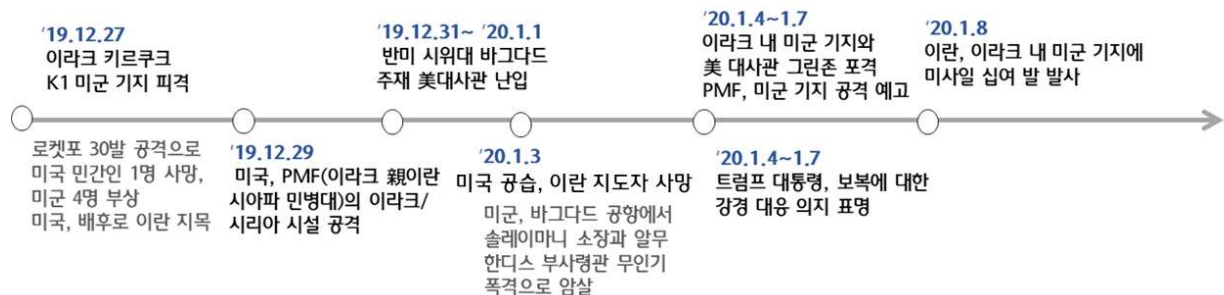 '19.12.27
이라크 키르쿠크
K1 미군 기지 피격
로켓포 30발 공격으로
미국 민간인 1명 사망,
미군 4명 부상
미국, 배후로 이란 지목
'19.12.29
미국, PMF(이라크 親이란
시아파 민병대)의 이라크/
시리아 시설 공격
'19.12.31~ '20.1.1
반미 시위대 바그다드
주재 美대사관 난입
'20.1.3
미국 공습, 이란 지도자 사망
미군, 바그다드 공항에서
솔레이마니 소장과 알무
한디스 부사령관 무인기
폭격으로 암살
'20.1.4~1.7
이라크 내 미군 기지와
美 대사관 그린존 포격
PMF, 미군 기지 공격 예고
'20.1.4~1.7
트럼프 대통령, 보복에 대한
강경 대응 의지 표명
'20.1.8
이란, 이라크 내 미군 기지에
미사일 십여 발 발사